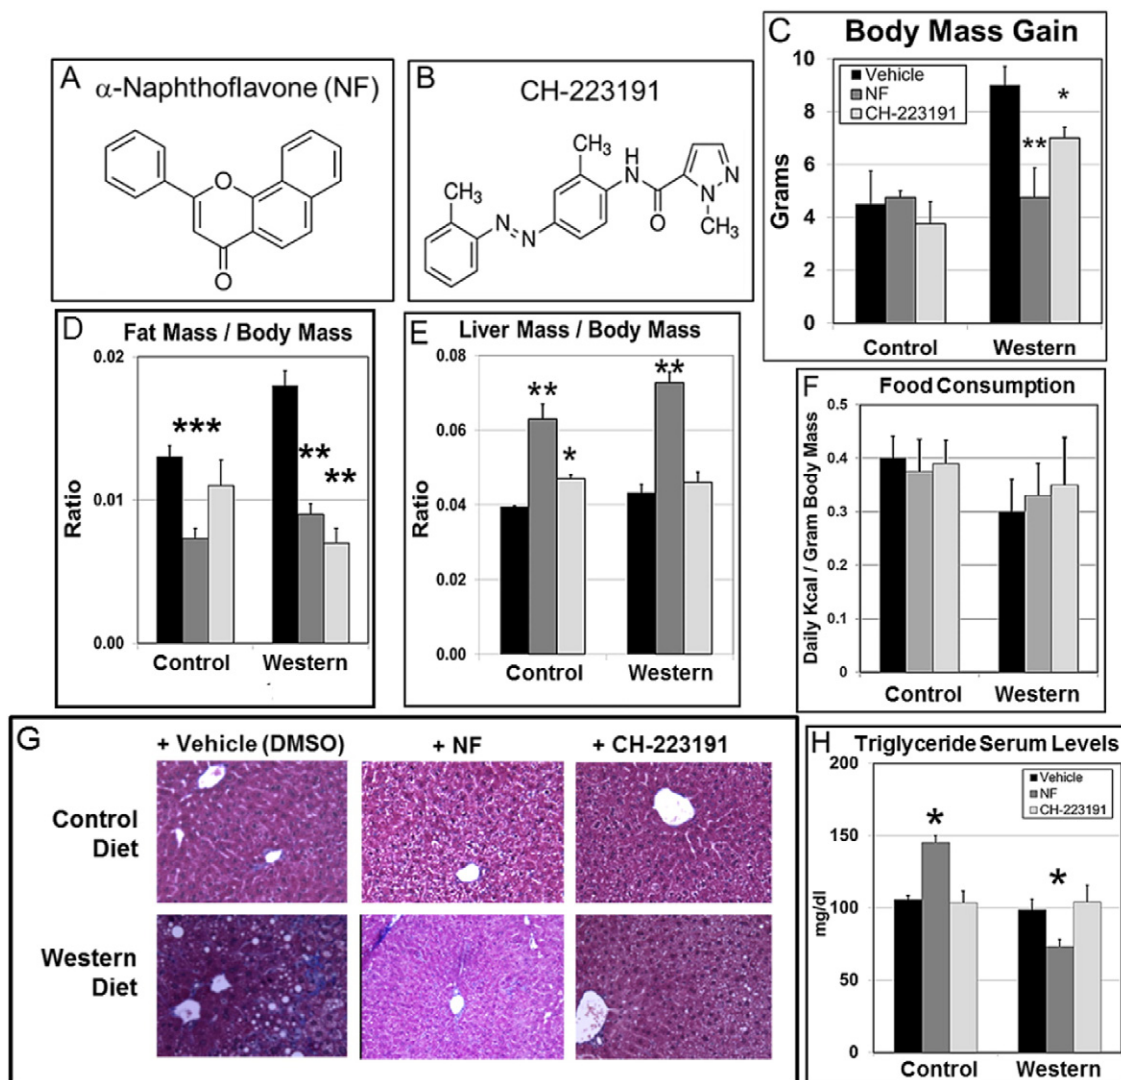 A
α-Naphthoflavone (NF)
O
O
B
CH-223191
CH₃
CH₃
N
N
H
N
O
N
N
CH₃
C
Body Mass Gain
Vehicle
NF
CH-223191
Grams
10
8
6
4
2
0
**
*
Control
Western
D
Fat Mass / Body Mass
Ratio
0.02
0.01
0.00
***
**
**
Control
Western
E
Liver Mass / Body Mass
Ratio
0.08
0.06
0.04
0.02
0.00
**
*
**
Control
Western
F
Food Consumption
Daily Kcal / Gram Body Mass
0.5
0.4
0.3
0.2
0.1
0
Control
Western
G
+ Vehicle (DMSO)
+ NF
+ CH-223191
Control
Diet
Western
Diet
H
Triglyceride Serum Levels
Vehicle
NF
CH-223191
mg/dl
200
150
100
50
0
*
*
Control
Western